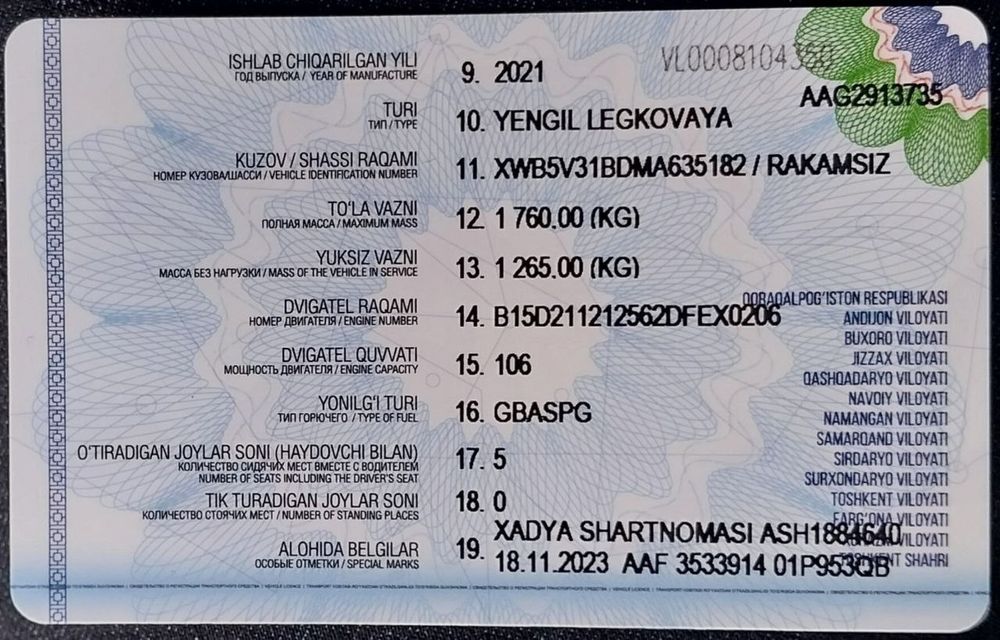 VL0008104350
AAG2913735
ISHLAB CHIQARILGAN YILI
ГОД ВЫПУСКА / YEAR OF MANUFACTURE
9. 2021
TURI
ТИП / TYPE
10. YENGIL LEGKOVAYA
KUZOV / SHASSI RAQAMI
НОМЕР КУЗОВА/ШАССИ / VEHICLE IDENTIFICATION NUMBER
11. XWB5V31BDMA635182 / RAKAMSIZ
TO'LA VAZNI
ПОЛНАЯ МАССА / MAXIMUM MASS
12. 1 760.00 (KG)
YUKSIZ VAZNI
МАССА БЕЗ НАГРУЗКИ / MASS OF THE VEHICLE IN SERVICE
13. 1 265.00 (KG)
DVIGATEL RAQAMI
НОМЕР ДВИГАТЕЛЯ / ENGINE NUMBER
14. B15D211212562DFEX0206
DVIGATEL QUVVATI
МОЩНОСТЬ ДВИГАТЕЛЯ / ENGINE CAPACITY
15. 106
YONILG'I TURI
ТИП ГОРЮЧЕГО / TYPE OF FUEL
16. GBASPG
O'TIRADIGAN JOYLAR SONI (HAYDOVCHI BILAN)
КОЛИЧЕСТВО СИДЯЧИХ МЕСТ ВМЕСТЕ С ВОДИТЕЛЕМ
NUMBER OF SEATS INCLUDING THE DRIVER'S SEAT
17. 5
TIK TURADIGAN JOYLAR SONI
КОЛИЧЕСТВО СТОЯЧИХ МЕСТ / NUMBER OF STANDING PLACES
18. 0
ALOHIDA BELGILAR
ОСОБЫЕ ОТМЕТКИ / SPECIAL MARKS
19. XADYA SHARTNOMASI ASH1884640
18.11.2023 AAF 3533914 01P953QB
QORAQALPOG'ISTON RESPUBLIKASI
ANDIJON VILOYATI
BUXORO VILOYATI
JIZZAX VILOYATI
QASHQADARYO VILOYATI
NAVOIY VILOYATI
NAMANGAN VILOYATI
SAMARQAND VILOYATI
SIRDARYO VILOYATI
SURXONDARYO VILOYATI
TOSHKENT VILOYATI
FARG'ONA VILOYATI
VILOYATI
TOSHKENT SHAHRI